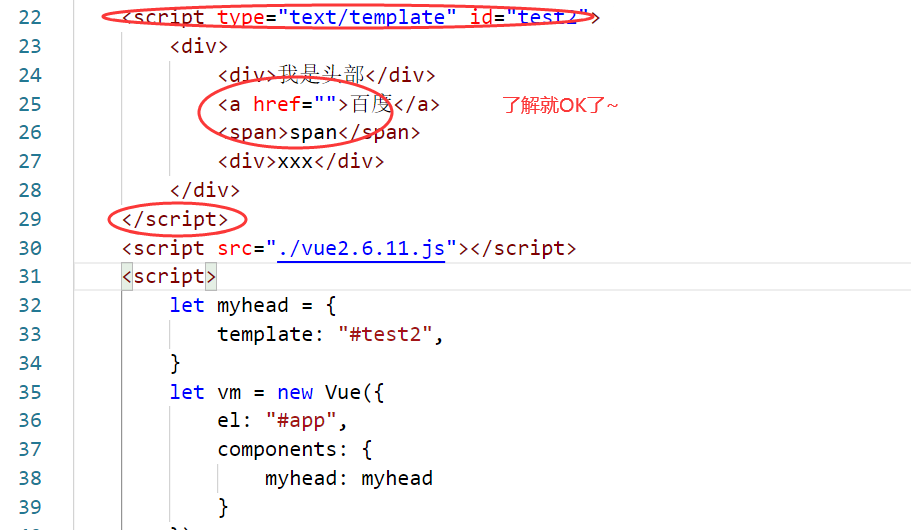 22 <script type="text/template" id="test2">
23 <div>
24 <div>我是头部</div>
25 <a href="">百度</a> 了解就OK了~
26 <span>span</span>
27 <div>xxx</div>
28 </div>
29 </script>
30 <script src="./vue2.6.11.js"></script>
31 <script>
32 let myhead = {
33 template: "#test2",
34 }
35 let vm = new Vue({
36 el: "#app",
37 components: {
38 myhead: myhead
39 }